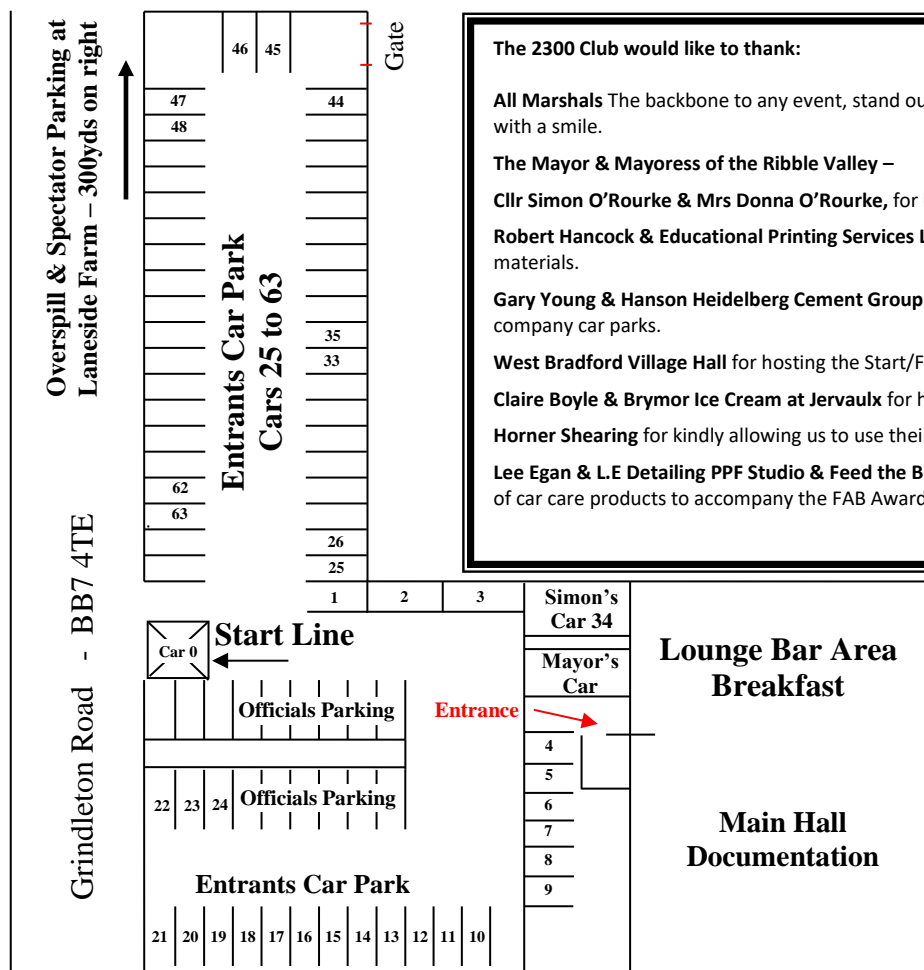 Overspill & Spectator Parking at
Laneside Farm – 300yds on right
Grindleton Road - BB7 4TE
46 45
Gate
47
48
44
Entrants Car Park
Cars 25 to 63
35
33
62
63
26
25
1 2 3
Simon's
Car 34
Mayor's
Car
Car 0
Start Line
Officials Parking
Entrance
4
5
6
7
8
9
22 23 24 Officials Parking
Entrants Car Park
21 20 19 18 17 16 15 14 13 12 11 10
Lounge Bar Area
Breakfast
Main Hall
Documentation
The 2300 Club would like to thank:
All Marshals The backbone to any event, stand ou
with a smile.
The Mayor & Mayoress of the Ribble Valley –
Cllr Simon O'Rourke & Mrs Donna O'Rourke, for
Robert Hancock & Educational Printing Services L
materials.
Gary Young & Hanson Heidelberg Cement Group
company car parks.
West Bradford Village Hall for hosting the Start/F
Claire Boyle & Brymor Ice Cream at Jervaulx for h
Horner Shearing for kindly allowing us to use thei
Lee Egan & L.E Detailing PPF Studio & Feed the B
of car care products to accompany the FAB Award